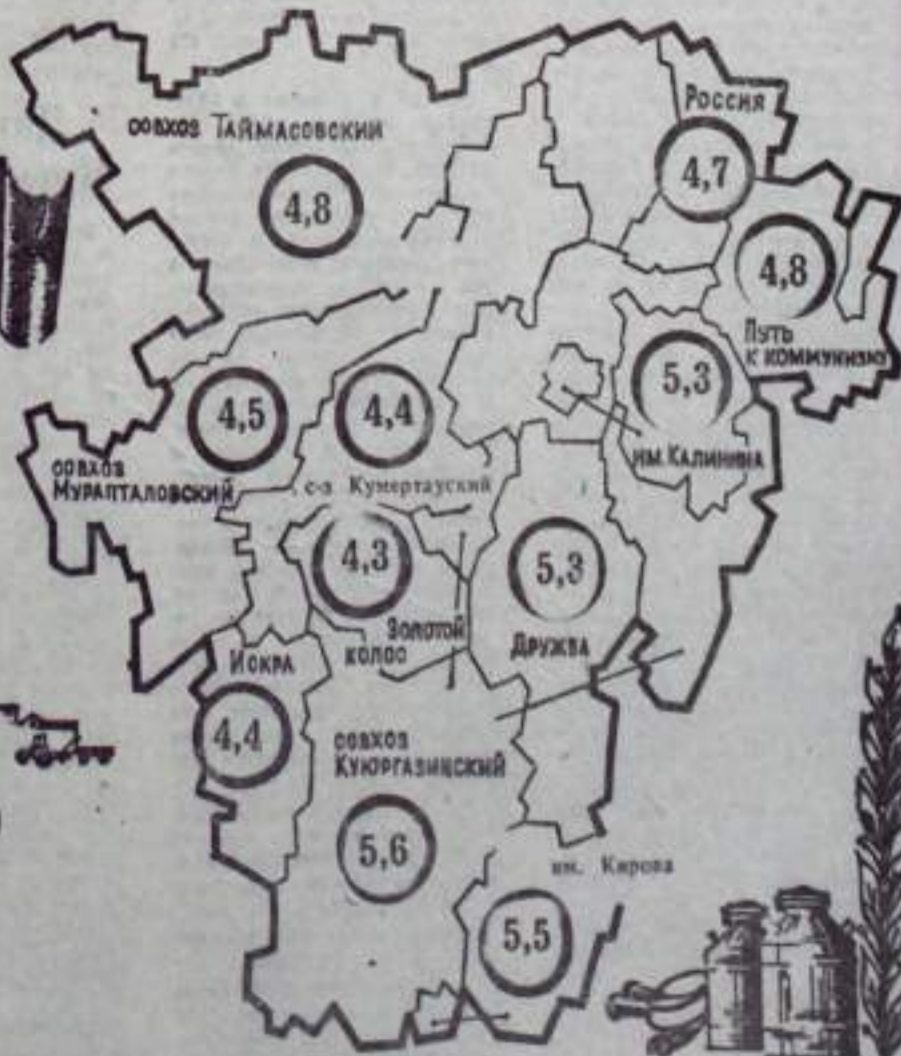 РОССИЯ
4,7
СОВХОЗ ТАЙМАСОВСКИЙ
4,8
4,8
ПУТЬ
К КОММУНИЗМУ
5,3
ИМ. КАЛИНИНА
4,5
СОВХОЗ
МУРАПТАЛОВСКИЙ
4,4
с-з Кумертауский
4,3
ЗОЛОТОЙ
КОЛОС
5,3
ДРУЖБА
ИСКРА
4,4
СОВХОЗ
КУЮРГАЗИНСКИЙ
5,6
им. Кирова
5,5